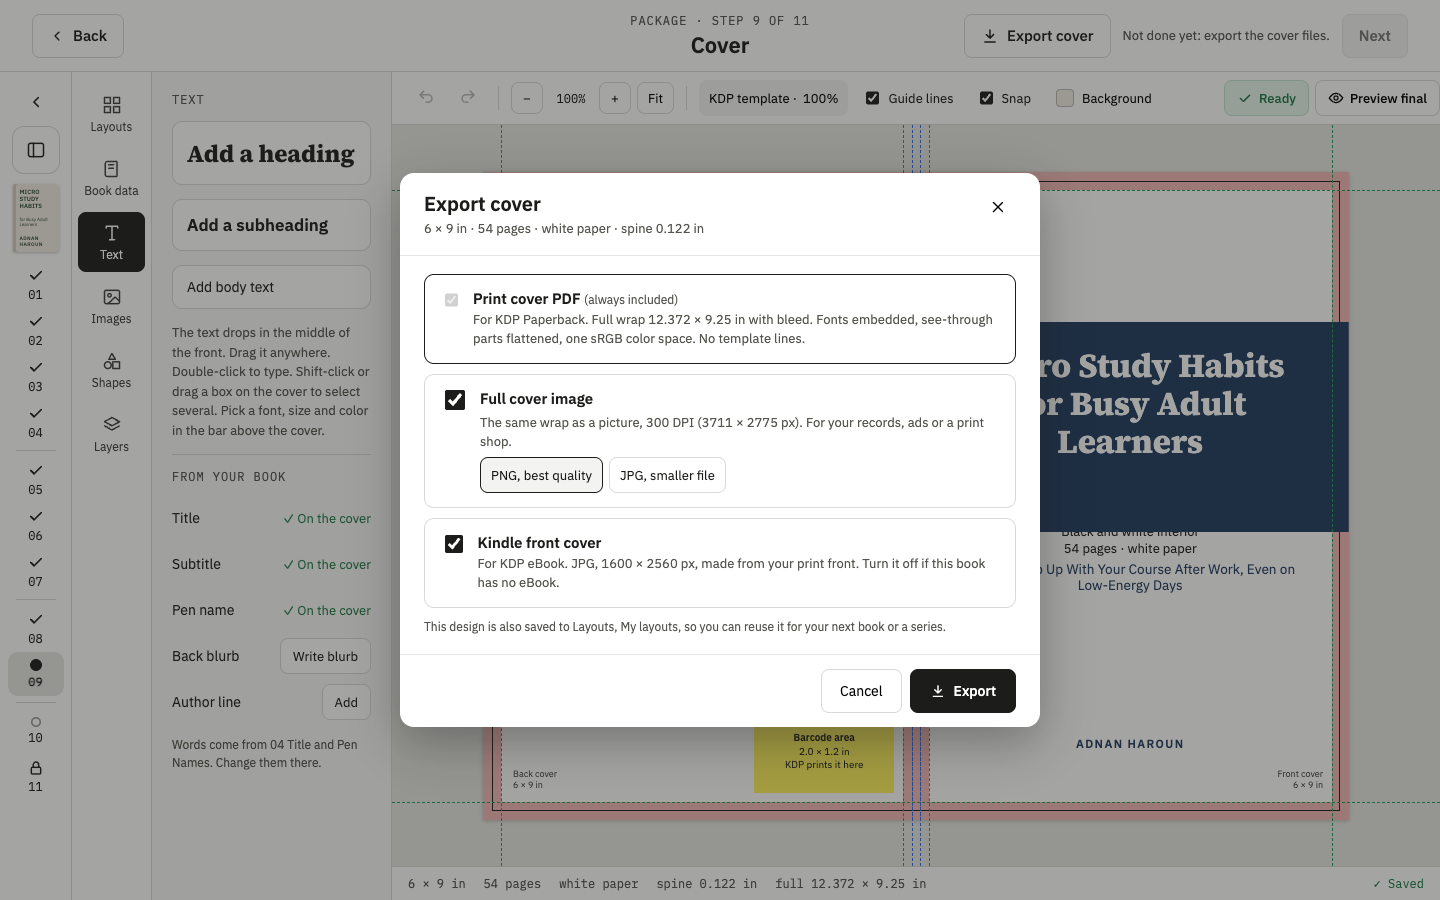 Back
PACKAGE · STEP 9 OF 11
Cover
Export cover
Not done yet: export the cover files.
Next
Layouts
Book data
Text
Images
Shapes
Layers
MICRO
STUDY
HABITS
for Busy Adult
Learners
ADNAN
HAROUN
01
02
03
04
05
06
07
08
09
10
11
TEXT
Add a heading
Add a subheading
Add body text
The text drops in the middle of
the front. Drag it anywhere.
Double-click to type. Shift-click or
drag a box on the cover to select
several. Pick a font, size and color
in the bar above the cover.
FROM YOUR BOOK
Title ✓ On the cover
Subtitle ✓ On the cover
Pen name ✓ On the cover
Back blurb Write blurb
Author line Add
Words come from 04 Title and Pen
Names. Change them there.
− 100% + Fit KDP template · 100% Guide lines Snap Background Ready Preview final
Export cover
6 × 9 in · 54 pages · white paper · spine 0.122 in
Print cover PDF (always included)
For KDP Paperback. Full wrap 12.372 × 9.25 in with bleed. Fonts embedded, see-through
parts flattened, one sRGB color space. No template lines.
Full cover image
The same wrap as a picture, 300 DPI (3711 × 2775 px). For your records, ads or a print
shop.
PNG, best quality JPG, smaller file
Kindle front cover
For KDP eBook. JPG, 1600 × 2560 px, made from your print front. Turn it off if this book
has no eBook.
This design is also saved to Layouts, My layouts, so you can reuse it for your next book or a series.
Cancel Export
ro Study Habits
or Busy Adult
Learners
Black and white interior
54 pages · white paper
Up With Your Course After Work, Even on
Low-Energy Days
ADNAN HAROUN
Barcode area
2.0 × 1.2 in
KDP prints it here
Back cover
6 × 9 in
Front cover
6 × 9 in
6 × 9 in 54 pages white paper spine 0.122 in full 12.372 × 9.25 in ✓ Saved